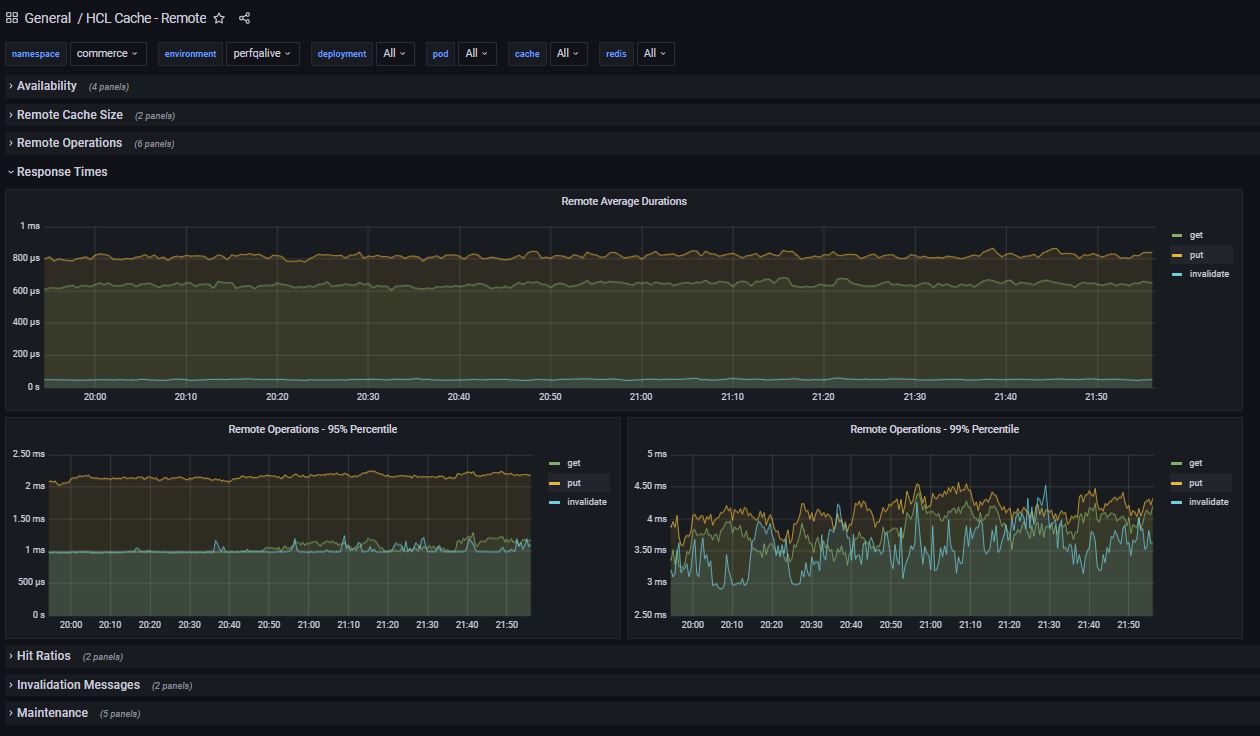 General / HCL Cache - Remote
namespace commerce environment perfqalive deployment All pod All cache All redis All
Availability (4 panels)
Remote Cache Size (2 panels)
Remote Operations (6 panels)
Response Times
Remote Average Durations
1 ms
800 µs
600 µs
400 µs
200 µs
0 s
20:00 20:10 20:20 20:30 20:40 20:50 21:00 21:10 21:20 21:30 21:40 21:50
get
put
invalidate
Remote Operations - 95% Percentile
2.50 ms
2 ms
1.50 ms
1 ms
500 µs
0 s
20:00 20:10 20:20 20:30 20:40 20:50 21:00 21:10 21:20 21:30 21:40 21:50
get
put
invalidate
Remote Operations - 99% Percentile
5 ms
4.50 ms
4 ms
3.50 ms
3 ms
2.50 ms
20:00 20:10 20:20 20:30 20:40 20:50 21:00 21:10 21:20 21:30 21:40 21:50
get
put
invalidate
Hit Ratios (2 panels)
Invalidation Messages (2 panels)
Maintenance (5 panels)